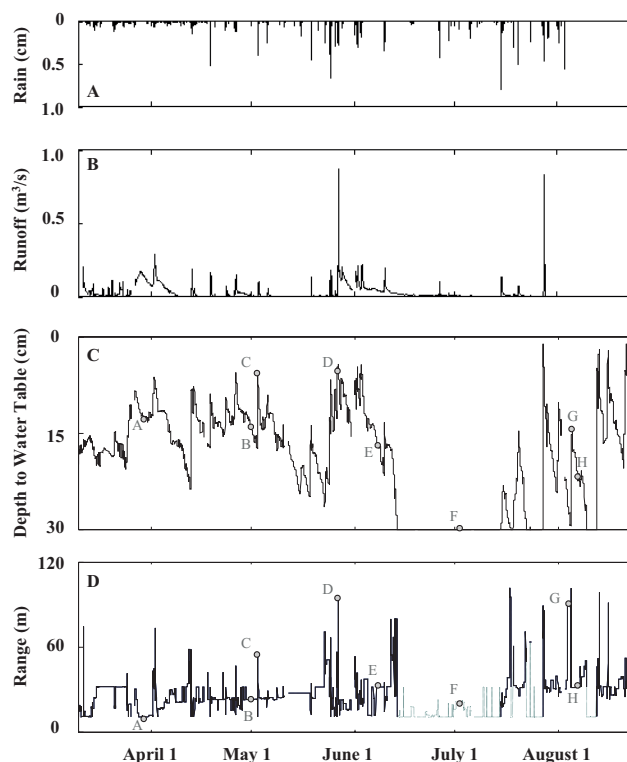 0
0.5
1.0
Rain (cm)
A
1.0
0.5
0
Runoff (m³/s)
B
0
15
30
Depth to Water Table (cm)
C
A
B
C
D
E
F
G
H
120
60
0
Range (m)
D
A
B
C
D
E
F
G
H
April 1 May 1 June 1 July 1 August 1